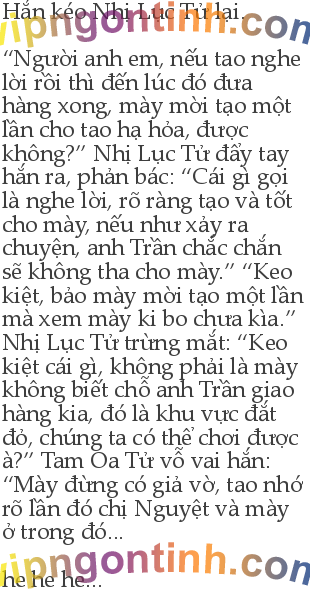 Hắn kéo Nhị Lục Tử lại.
vipngontinh.com
“Người anh em, nếu tao nghe
lời rồi thì đến lúc đó đưa
hàng xong, mày mời tạo một
lần cho tao hạ hỏa, được
không?” Nhị Lục Tử đẩy tay
hắn ra, phản bác: “Cái gì gọi
là nghe lời, rõ ràng tạo và tốt
cho mày, nếu như xảy ra
chuyện, anh Trần chắc chắn
sẽ không tha cho mày.” “Keo
kiệt, bảo mày mời tạo một lần
mà xem mày ki bo chưa kìa.”
Nhị Lục Tử trừng mắt: “Keo
kiệt cái gì, không phải là mày
không biết chỗ anh Trần giao
hàng kia, đó là khu vực đắt
đỏ, chúng ta có thể chơi được
à?” Tam Oa Tử vỗ vai hắn:
“Mày đừng có giả vờ, tao nhớ
rõ lần đó chị Nguyệt và mày
ở trong đó...
vipngontinh.com
he he he...